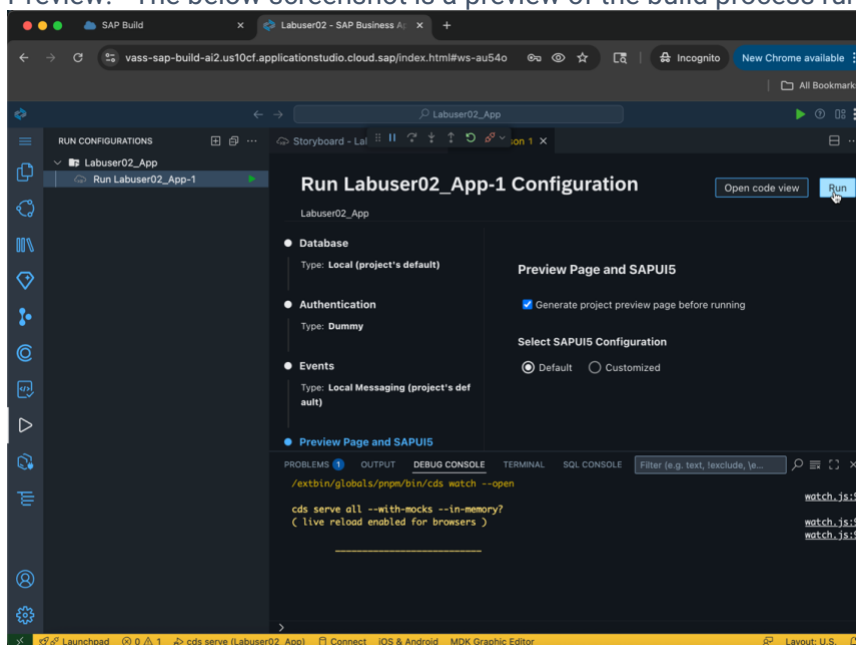 Preview! The below screenshot is a preview of the build process
SAP Build
Labuser02 - SAP Business Ap
vass-sap-build-ai2.us10cf.applicationstudio.cloud.sap/index.html#ws-au54o
Incognito
New Chrome available
All Bookmark
Labuser02_App
RUN CONFIGURATIONS
Storyboard - Lal
on 1
Labuser02_App
Run Labuser02_App-1
Run Labuser02_App-1 Configuration
Open code view
Run
Labuser02_App
Database
Type: Local (project's default)
Preview Page and SAPUI5
Authentication
Generate project preview page before running
Type: Dummy
Select SAPUI5 Configuration
Events
Default
Customized
Type: Local Messaging (project's def
ault)
Preview Page and SAPUI5
PROBLEMS 1 OUTPUT DEBUG CONSOLE TERMINAL SQL CONSOLE Filter (e.g. text, !exclude, \e...
/extbin/globals/pnpm/bin/cds watch --open
watch.js:9
cds serve all --with-mocks --in-memory?
( live reload enabled for browsers )
watch.js:9
watch.js:9
Launchpad 0 1 cds serve (Labuser02_App) Connect iOS & Android MDK Graphic Editor Layout: U.S.